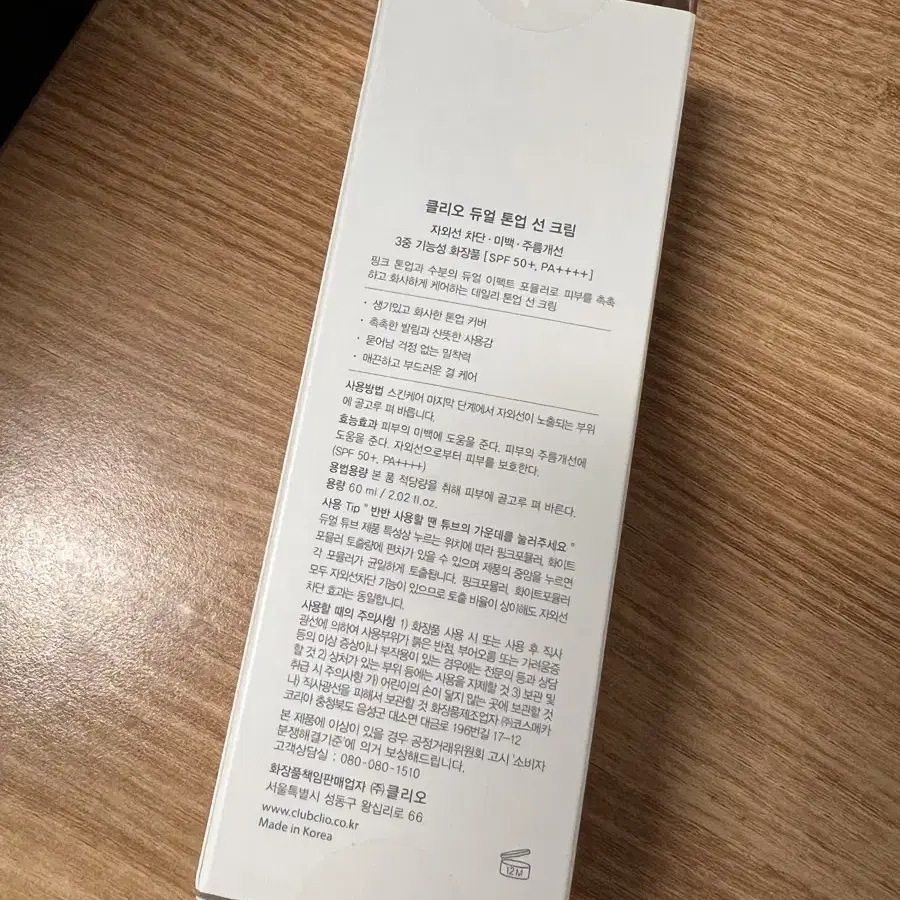 클리오 듀얼 톤업 선 크림
자외선 차단·미백·주름개선
3중 기능성 화장품 [SPF 50+, PA++++]
핑크 톤업과 수분의 듀얼 이펙트 포뮬러로 피부를 촉촉
하고 화사하게 케어하는 데일리 톤업 선 크림
· 생기있고 화사한 톤업 커버
· 촉촉한 발림과 산뜻한 사용감
· 묻어남 걱정 없는 밀착력
· 매끈하고 부드러운 결 케어
사용방법 스킨케어 마지막 단계에서 자외선이 노출되는 부위
에 골고루 펴 바릅니다.
효능효과 피부의 미백에 도움을 준다. 피부의 주름개선에
도움을 준다. 자외선으로부터 피부를 보호한다.
(SPF 50+, PA++++)
용법용량 본 품 적당량을 취해 피부에 골고루 펴 바른다.
용량 60 ml / 2.02 fl.oz.
사용 Tip " 반반 사용할 땐 튜브의 가운데를 눌러주세요 "
듀얼 튜브 제품 특성상 누르는 위치에 따라 핑크포뮬러, 화이트
포뮬러 토출량에 편차가 있을 수 있으며 제품의 중앙을 누르면
각 포뮬러가 균일하게 토출됩니다. 핑크포뮬러, 화이트포뮬러
모두 자외선차단 기능이 있으므로 토출 비율이 상이해도 자외선
차단 효과는 동일합니다.
사용할 때의 주의사항 1) 화장품 사용 시 또는 사용 후 직사
광선에 의하여 사용부위가 붉은 반점, 부어오름 또는 가려움증
등의 이상 증상이나 부작용이 있는 경우에는 전문의 등과 상담
할 것 2) 상처가 있는 부위 등에는 사용을 자제할 것 3) 보관 및
취급 시 주의사항 가) 어린이의 손이 닿지 않는 곳에 보관할 것
나) 직사광선을 피해서 보관할 것 화장품제조업자 ㈜코스메카
코리아 충청북도 음성군 대소면 대금로 196번길 17-12
본 제품에 이상이 있을 경우 공정거래위원회 고시 '소비자
분쟁해결기준'에 의거 보상해드립니다.
고객상담실 : 080-080-1510
화장품책임판매업자 ㈜클리오
서울특별시 성동구 왕십리로 66
www.clubclio.co.kr
Made in Korea
12M